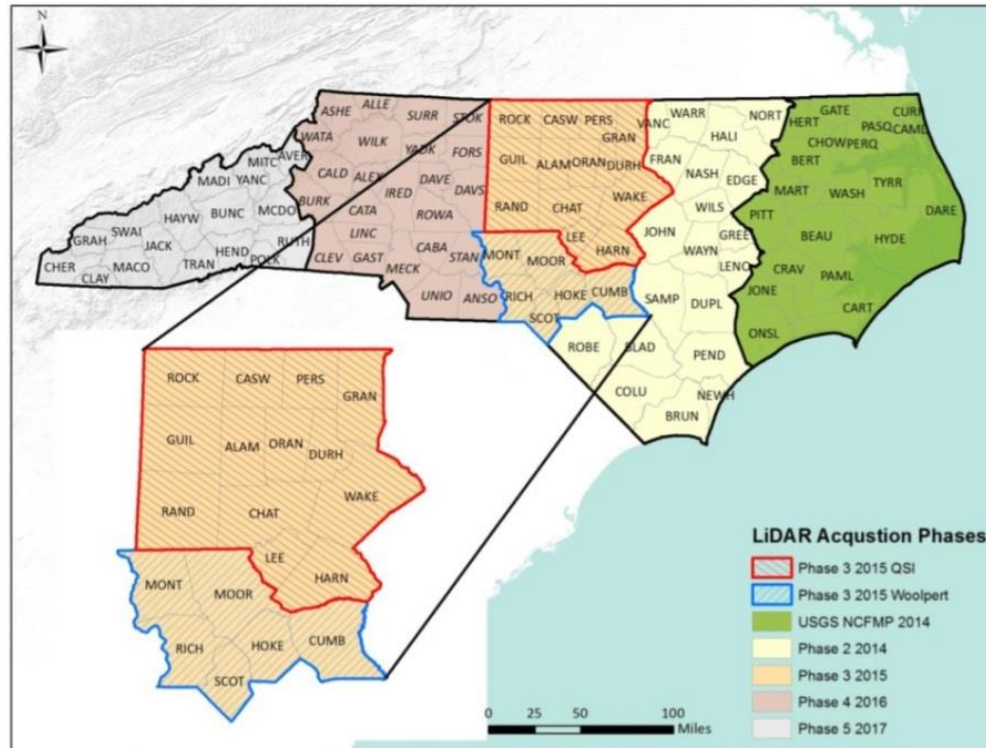 N
ASHE ALLE SURR STOK ROCK CASW PERS GRAN VANC WARR NORT HERT GATE CURR
WATA WILK YADK FORS GUIL ALAM ORAN DURH FRAN HALI BERT CHOW PERQ PASQ CAMD
MITC AVER CALD ALEX IRED DAVE DAVS WAKE NASH EDGE MART WASH TYRR
MADI YANC BURK CATA ROWA RAND CHAT WILS PITT DARE
HAYW BUNC MCDO LINC LEE JOHN GREE BEAU HYDE
GRAH SWAI JACK HEND RUTH CLEV GAST CABA STAN MONT MOOR HARN WAYN LENO CRAV PAML
CHER CLAY MACO TRAN POLK MECK UNIO ANSO RICH HOKE CUMB SAMP DUPL JONE CART
SCOT ROBE BLAD PEND ONSL
COLU NEWH
BRUN
ROCK CASW PERS GRAN
GUIL ALAM ORAN DURH
RAND CHAT WAKE
LEE HARN
MONT MOOR
RICH HOKE CUMB
SCOT
LiDAR Acqustion Phases
Phase 3 2015 QSI
Phase 3 2015 Woolpert
USGS NCFMP 2014
Phase 2 2014
Phase 3 2015
Phase 4 2016
Phase 5 2017
0 25 50 100
Miles